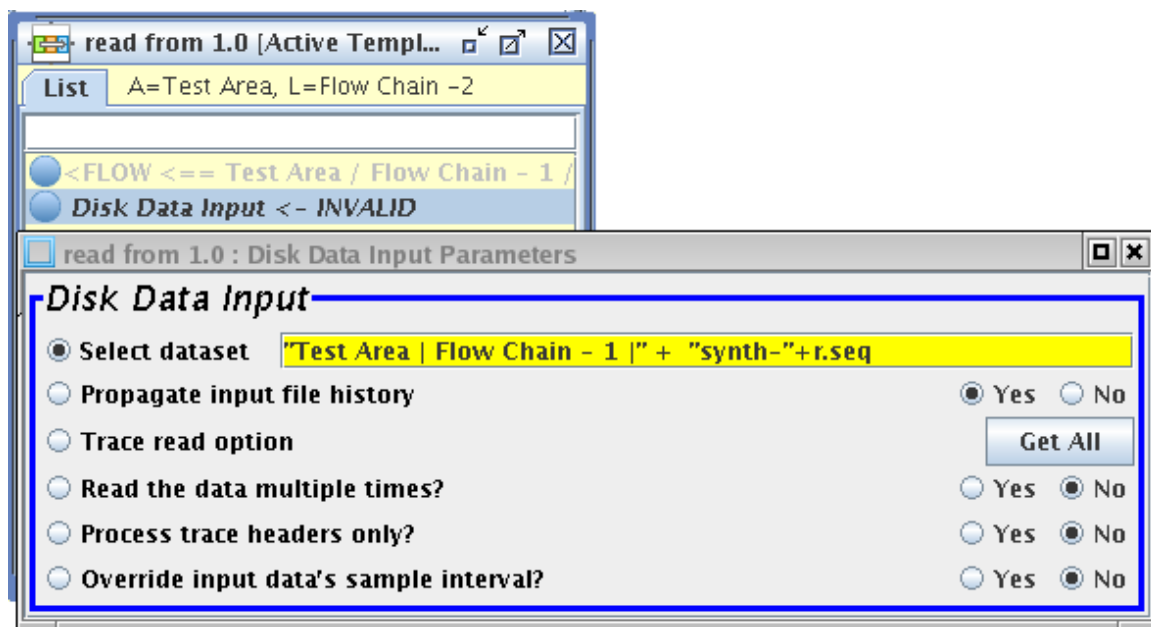 read from 1.0 [Active Templ...
List A=Test Area, L=Flow Chain -2
<FLOW <== Test Area / Flow Chain - 1 /
Disk Data Input <- INVALID
read from 1.0 : Disk Data Input Parameters
Disk Data Input
Select dataset "Test Area | Flow Chain - 1 |" + "synth-"+r.seq
Propagate input file history Yes No
Trace read option Get All
Read the data multiple times? Yes No
Process trace headers only? Yes No
Override input data's sample interval? Yes No